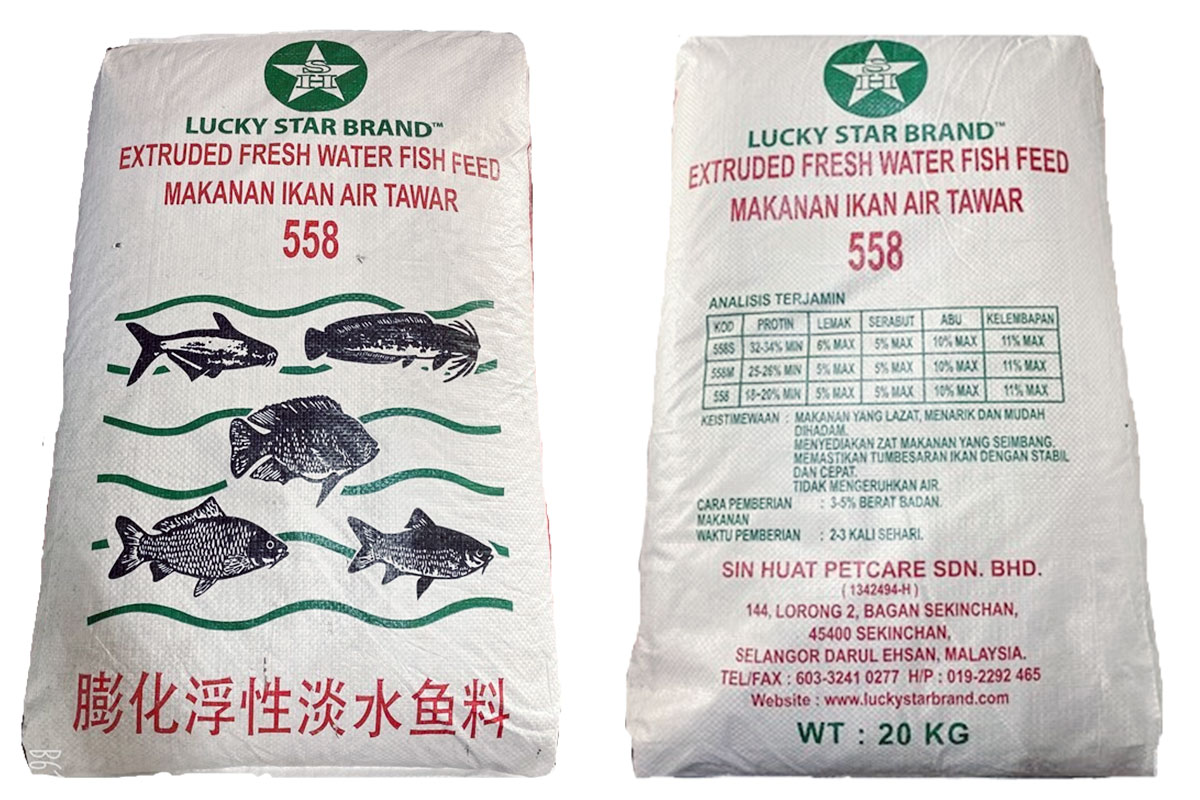 SH
LUCKY STAR BRAND™
EXTRUDED FRESH WATER FISH FEED
MAKANAN IKAN AIR TAWAR
558
膨化浮性淡水鱼料
SH
LUCKY STAR BRAND™
EXTRUDED FRESH WATER FISH FEED
MAKANAN IKAN AIR TAWAR
558
ANALISIS TERJAMIN
KOD PROTIN LEMAK SERABUT ABU KELEMBAPAN
558S 32-34% MIN 6% MAX 5% MAX 10% MAX 11% MAX
558M 25-26% MIN 5% MAX 5% MAX 10% MAX 11% MAX
558 18-20% MIN 5% MAX 5% MAX 10% MAX 11% MAX
KEISTIMEWAAN : MAKANAN YANG LAZAT, MENARIK DAN MUDAH
DIHADAM.
MENYEDIAKAN ZAT MAKANAN YANG SEIMBANG.
MEMASTIKAN TUMBESARAN IKAN DENGAN STABIL
DAN CEPAT.
TIDAK MENGERUHKAN AIR.
CARA PEMBERIAN : 3-5% BERAT BADAN.
MAKANAN
WAKTU PEMBERIAN : 2-3 KALI SEHARI.
SIN HUAT PETCARE SDN. BHD.
( 1342494-H )
144, LORONG 2, BAGAN SEKINCHAN,
45400 SEKINCHAN,
SELANGOR DARUL EHSAN, MALAYSIA.
TEL/FAX : 603-3241 0277 H/P : 019-2292 465
Website : www.luckystarbrand.com
WT : 20 KG